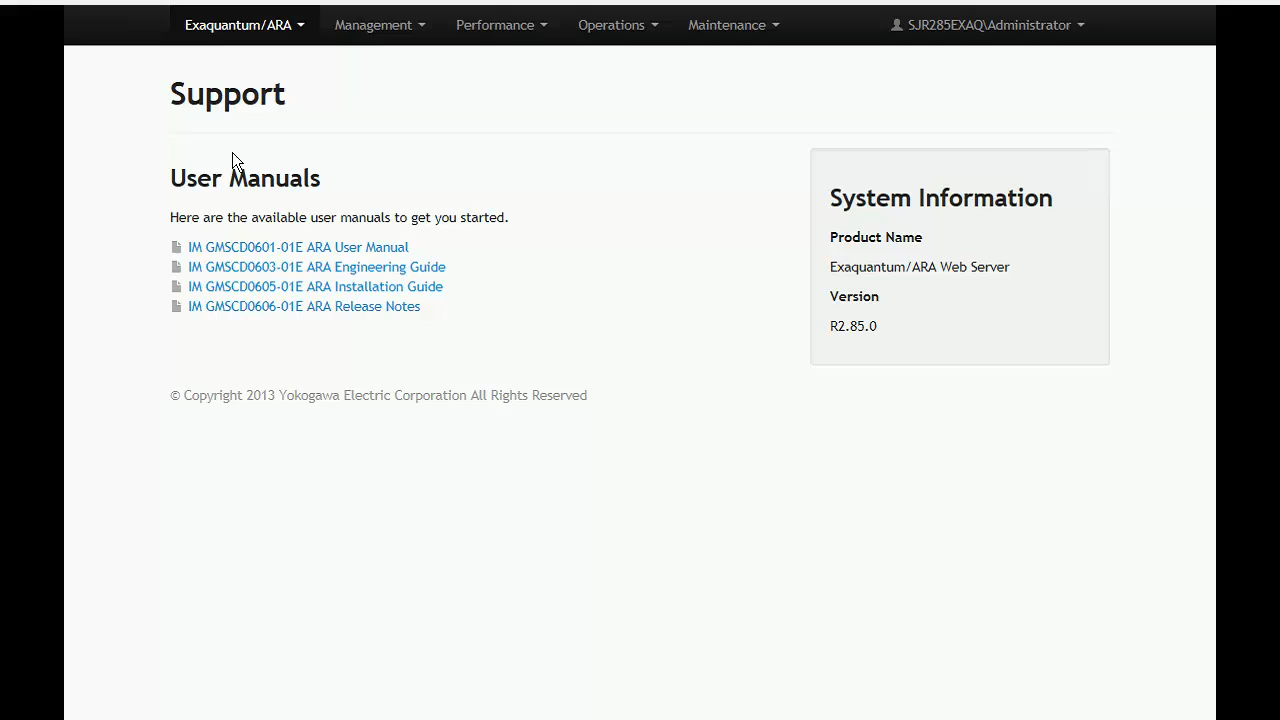 Exaquantum/ARA Management Performance Operations Maintenance SJR285EXAQ\Administrator
Support
User Manuals
Here are the available user manuals to get you started.
IM GMSCD0601-01E ARA User Manual
IM GMSCD0603-01E ARA Engineering Guide
IM GMSCD0605-01E ARA Installation Guide
IM GMSCD0606-01E ARA Release Notes
System Information
Product Name
Exaquantum/ARA Web Server
Version
R2.85.0
© Copyright 2013 Yokogawa Electric Corporation All Rights Reserved